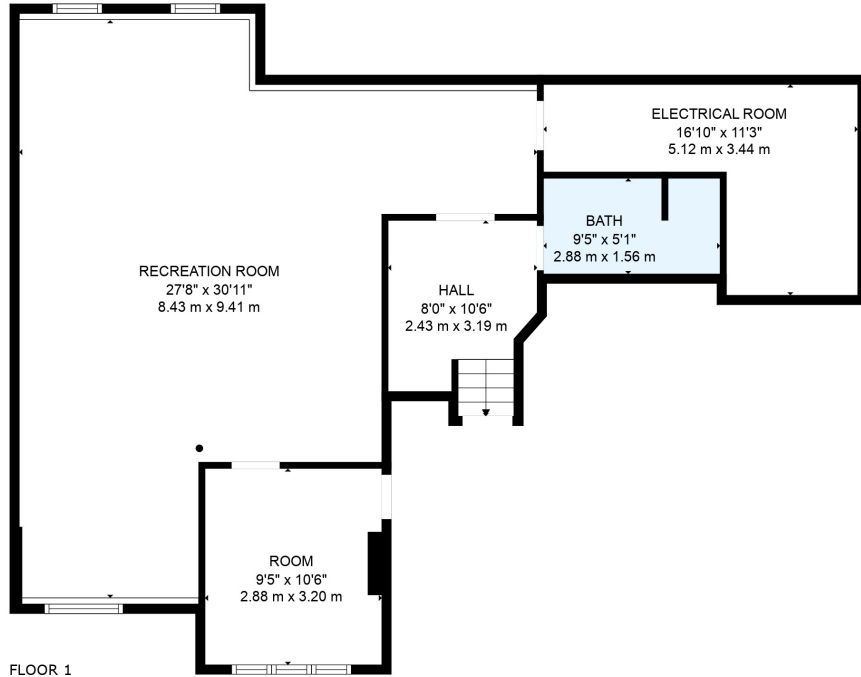 ELECTRICAL ROOM
16'10" x 11'3"
5.12 m x 3.44 m
BATH
9'5" x 5'1"
2.88 m x 1.56 m
RECREATION ROOM
27'8" x 30'11"
8.43 m x 9.41 m
HALL
8'0" x 10'6"
2.43 m x 3.19 m
ROOM
9'5" x 10'6"
2.88 m x 3.20 m
FLOOR 1